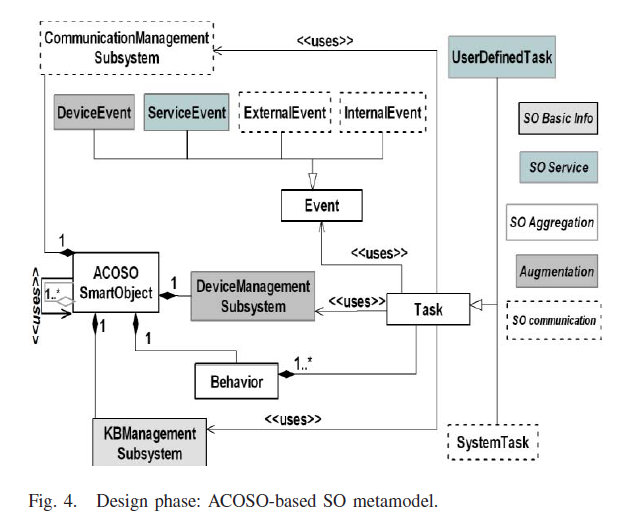 CommunicationManagement
Subsystem
<<uses>>
UserDefinedTask
DeviceEvent
ServiceEvent
ExternalEvent
InternalEvent
SO Basic Info
SO Service
Event
SO Aggregation
<<uses>>
1
ACOSO
SmartObject
1
DeviceManagement
Subsystem
<<uses>>
Task
Augmentation
<<uses>>
1..*
SO communication
1
1
Behavior
1..*
<<uses>>
KBManagement
Subsystem
SystemTask
Fig. 4. Design phase: ACOSO-based SO metamodel.